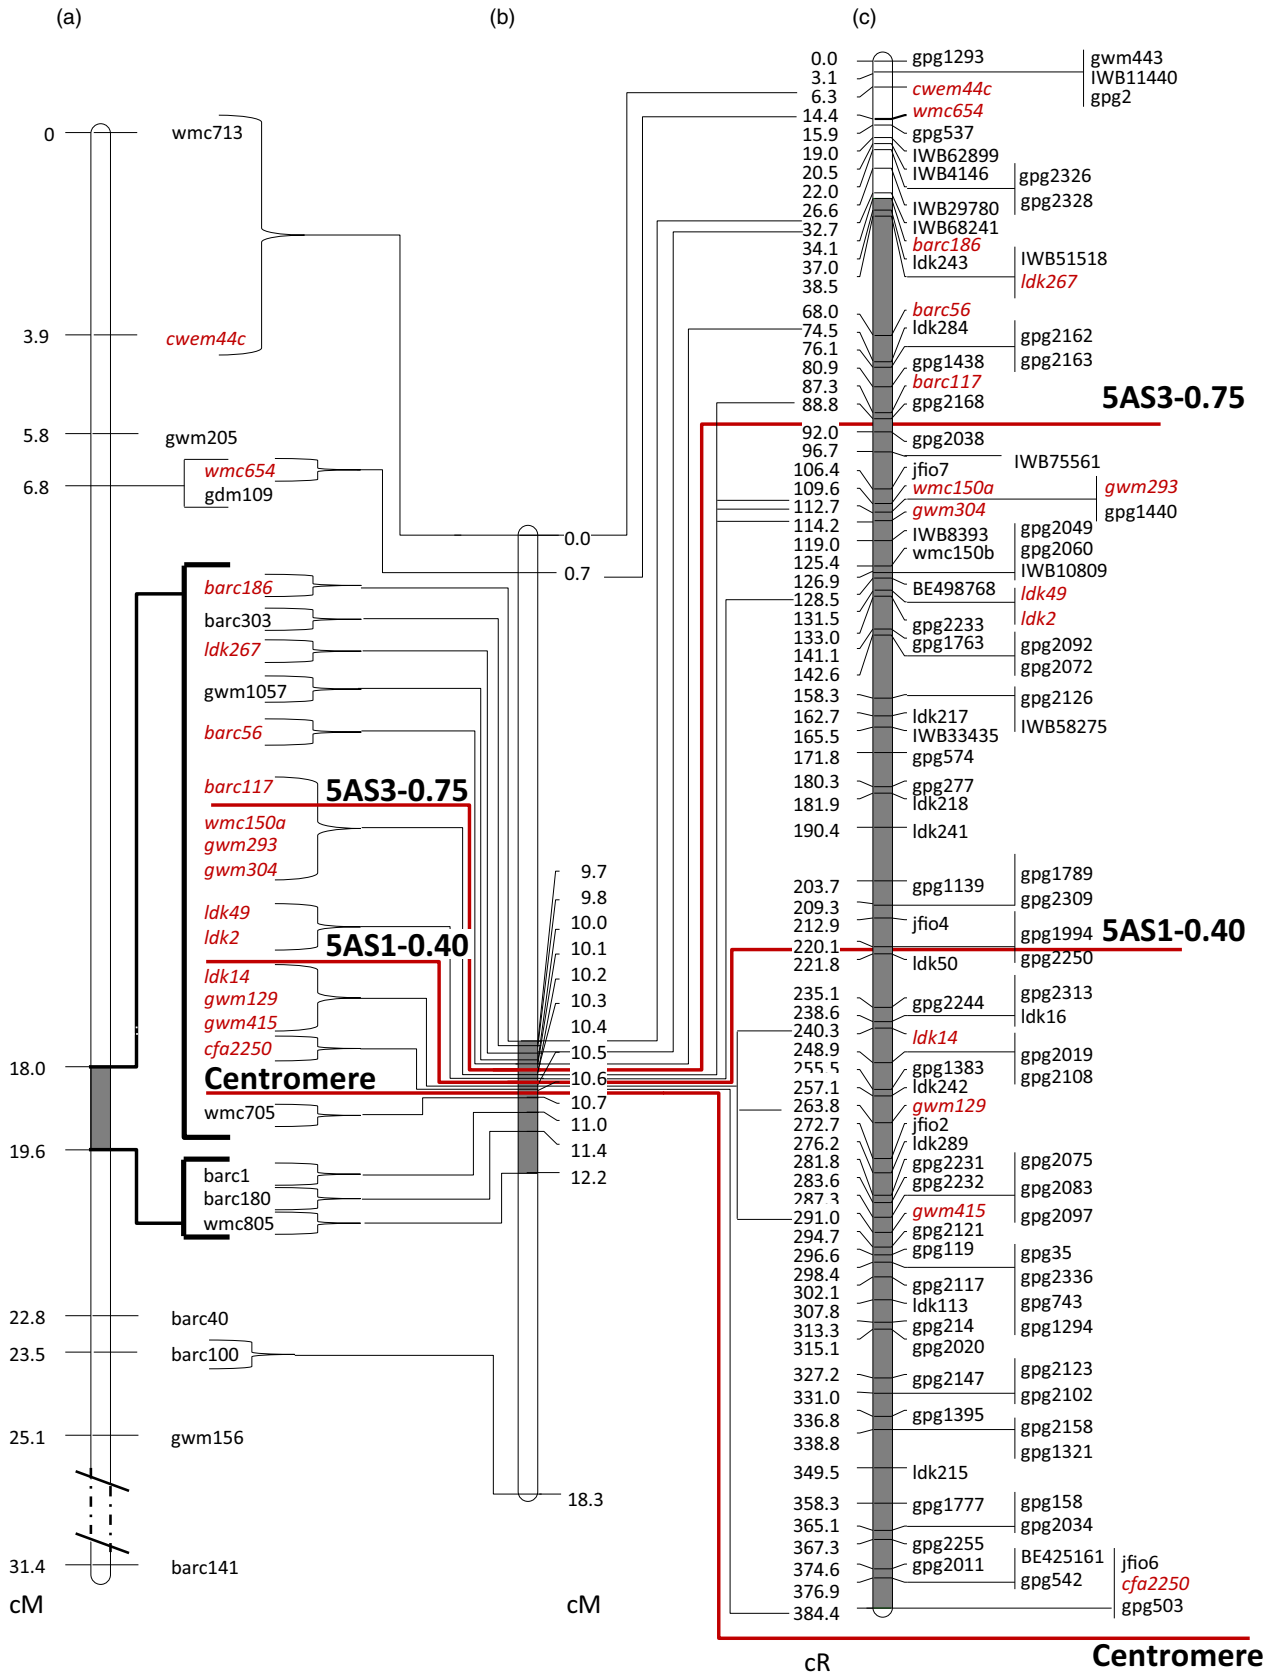 (a)
(b)
(c)
0
wmc713
3.9
cwem44c
5.8
gwm205
wmc654
6.8
gdm109
barc186
barc303
ldk267
gwm1057
barc56
barc117
5AS3-0.75
wmc150a
gwm293
gwm304
ldk49
ldk2
5AS1-0.40
ldk14
gwm129
gwm415
cfa2250
18.0
Centromere
wmc705
19.6
barc1
barc180
wmc805
22.8
barc40
23.5
barc100
25.1
gwm156
31.4
barc141
cM
0.0
0.7
9.7
9.8
10.0
10.1
10.2
10.3
10.4
10.5
10.6
10.7
11.0
11.4
12.2
18.3
cM
0.0
3.1
6.3
14.4
15.9
19.0
20.5
22.0
26.6
32.7
34.1
37.0
38.5
68.0
74.5
76.1
80.9
87.3
88.8
92.0
96.7
106.4
109.6
112.7
114.2
119.0
125.4
126.9
128.5
131.5
133.0
141.1
142.6
158.3
162.7
165.5
171.8
180.3
181.9
190.4
203.7
209.3
212.9
220.1
221.8
235.1
238.6
240.3
248.9
255.5
257.1
263.8
272.7
276.2
281.8
283.6
287.3
291.0
294.7
296.6
298.4
302.1
307.8
313.3
315.1
327.2
331.0
336.8
338.8
349.5
358.3
365.1
367.3
374.6
376.9
384.4
cR
gpg1293
gwm443
IWB11440
gpg2
cwem44c
wmc654
gpg537
IWB62899
IWB4146
gpg2326
gpg2328
IWB29780
IWB68241
barc186
ldk243
IWB51518
ldk267
barc56
ldk284
gpg2162
gpg2163
gpg1438
barc117
gpg2168
5AS3-0.75
gpg2038
IWB75561
jfio7
wmc150a
gwm293
gpg1440
gwm304
IWB8393
gpg2049
gpg2060
IWB10809
wmc150b
BE498768
ldk49
ldk2
gpg2233
gpg1763
gpg2092
gpg2072
gpg2126
IWB58275
ldk217
IWB33435
gpg574
gpg277
ldk218
ldk241
gpg1789
gpg2309
gpg1139
jfio4
gpg1994
gpg2250
5AS1-0.40
ldk50
gpg2313
ldk16
gpg2244
ldk14
gpg2019
gpg2108
gpg1383
ldk242
gwm129
jfio2
ldk289
gpg2231
gpg2232
gpg2075
gpg2083
gpg2097
gwm415
gpg2121
gpg119
gpg35
gpg2336
gpg743
gpg1294
gpg2117
ldk113
gpg214
gpg2020
gpg2147
gpg2123
gpg2102
gpg1395
gpg2158
gpg1321
ldk215
gpg1777
gpg158
gpg2034
gpg2255
gpg2011
BE425161
gpg542
jfio6
cfa2250
gpg503
Centromere